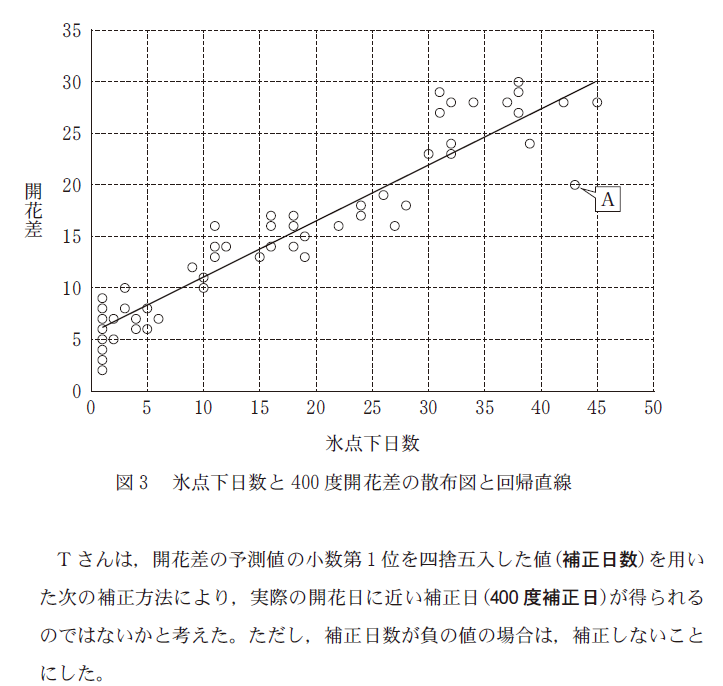 35
30
25
20
15
10
5
0
開花差
A
0 5 10 15 20 25 30 35 40 45 50
氷点下日数
図3 氷点下日数と400度開花差の散布図と回帰直線
Tさんは，開花差の予測値の小数第1位を四捨五入した値(補正日数)を用い
た次の補正方法により，実際の開花日に近い補正日(400度補正日)が得られる
のではないかと考えた。ただし，補正日数が負の値の場合は，補正しないこと
にした。